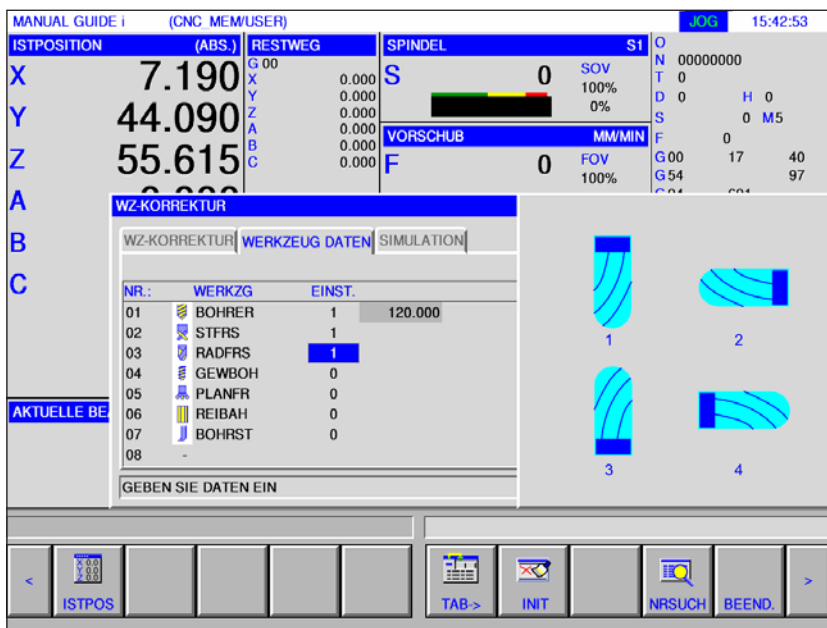 MANUAL GUIDE i (CNC_MEM/USER) JOG 15:42:53
ISTPOSITION (ABS.)
X 7.190
Y 44.090
Z 55.615
A
B
C
RESTWEG
G 00
X 0.000
Y 0.000
Z 0.000
A 0.000
B 0.000
C 0.000
SPINDEL S1
S 0 SOV
100%
0%
VORSCHUB MM/MIN
F 0 FOV
100%
O
N 00000000
T 0
D 0 H 0
S 0 M5
F 0
G00 17 40
G54 97
WZ-KORREKTUR
WZ-KORREKTUR WERKZEUG DATEN SIMULATION
NR.: WERKZG EINST.
01 BOHRER 1 120.000
02 STFRS 1
03 RADFRS 1
04 GEWBOH 0
05 PLANFR 0
06 REIBAH 0
07 BOHRST 0
08 -
GEBEN SIE DATEN EIN
1 2
3 4
AKTUELLE
< ISTPOS TAB-> INIT NRSUCH BEEND. >